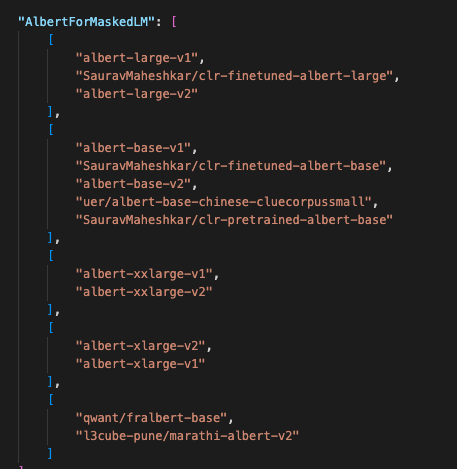 "AlbertForMaskedLM": [
[
"albert-large-v1",
"SauravMaheshkar/clr-finetuned-albert-large",
"albert-large-v2"
],
[
"albert-base-v1",
"SauravMaheshkar/clr-finetuned-albert-base",
"albert-base-v2",
"uer/albert-base-chinese-cluecorpussmall",
"SauravMaheshkar/clr-pretrained-albert-base"
],
[
"albert-xxlarge-v1",
"albert-xxlarge-v2"
],
[
"albert-xlarge-v2",
"albert-xlarge-v1"
],
[
"qwant/fralbert-base",
"l3cube-pune/marathi-albert-v2"
]